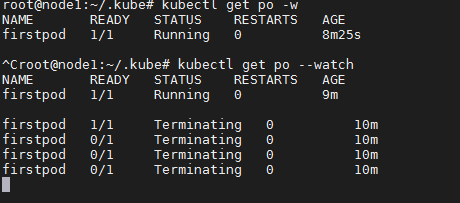 root@node1:~/.kube# kubectl get po -w
NAME       READY   STATUS    RESTARTS   AGE
firstpod   1/1     Running   0          8m25s
^Croot@node1:~/.kube# kubectl get po --watch
NAME       READY   STATUS    RESTARTS   AGE
firstpod   1/1     Running   0          9m
firstpod   1/1     Terminating   0          10m
firstpod   0/1     Terminating   0          10m
firstpod   0/1     Terminating   0          10m
firstpod   0/1     Terminating   0          10m